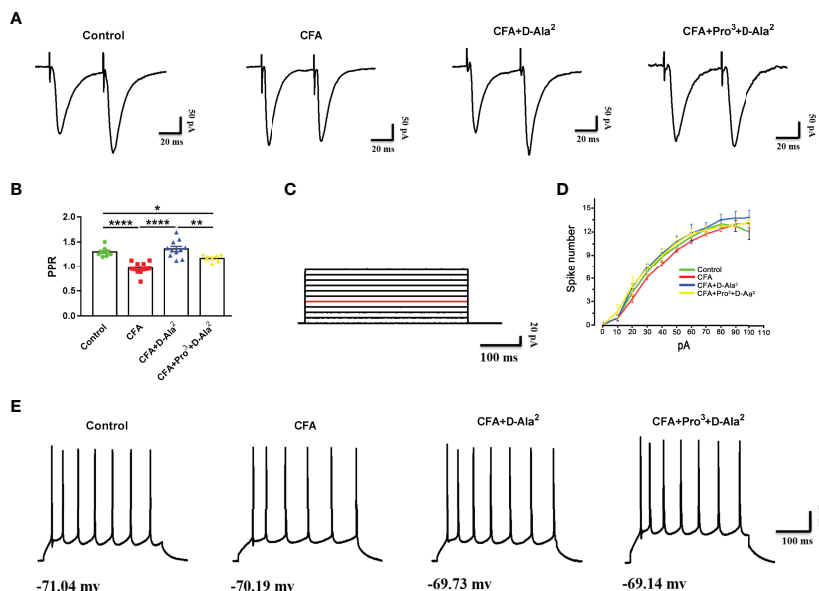 A
Control
CFA
CFA+D-Ala²
CFA+Pro³+D-Ala²
20 ms
50 pA
20 ms
50 pA
20 ms
50 pA
20 ms
50 pA
B
PPR
2.0
1.5
1.0
0.5
0.0
****
****
**
*
Control
CFA
CFA+D-Ala²
CFA+Pro³+D-Ala²
C
100 ms
20 pA
D
Spike number
15
12
9
6
3
0
0 10 20 30 40 50 60 70 80 90 100 110
pA
Control
CFA
CFA+D-Ala²
CFA+Pro³+D-Ag²
E
Control
CFA
CFA+D-Ala²
CFA+Pro³+D-Ala²
-71.04 mv
-70.19 mv
-69.73 mv
-69.14 mv
100 ms